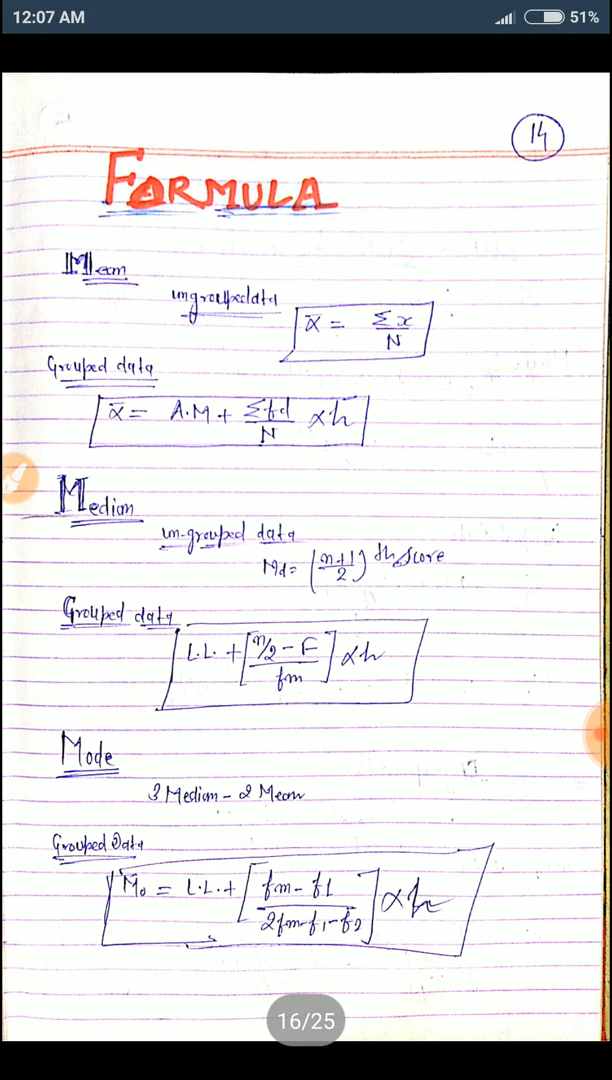 12:07 AM 51%
14
FORMULA
Mean
ungrouped data
x̄ = Σx/N
Grouped data
x̄ = A.M + Σfd/N × h
Median
un-grouped data
Md = (n+1/2)th score
Grouped data
L.L. + [n/2 - F/fm] × h
Mode
3 Median - 2 Mean
Grouped Data
Mo = L.L. + [fm - f1/2fm-f1-f2] × h
16/25